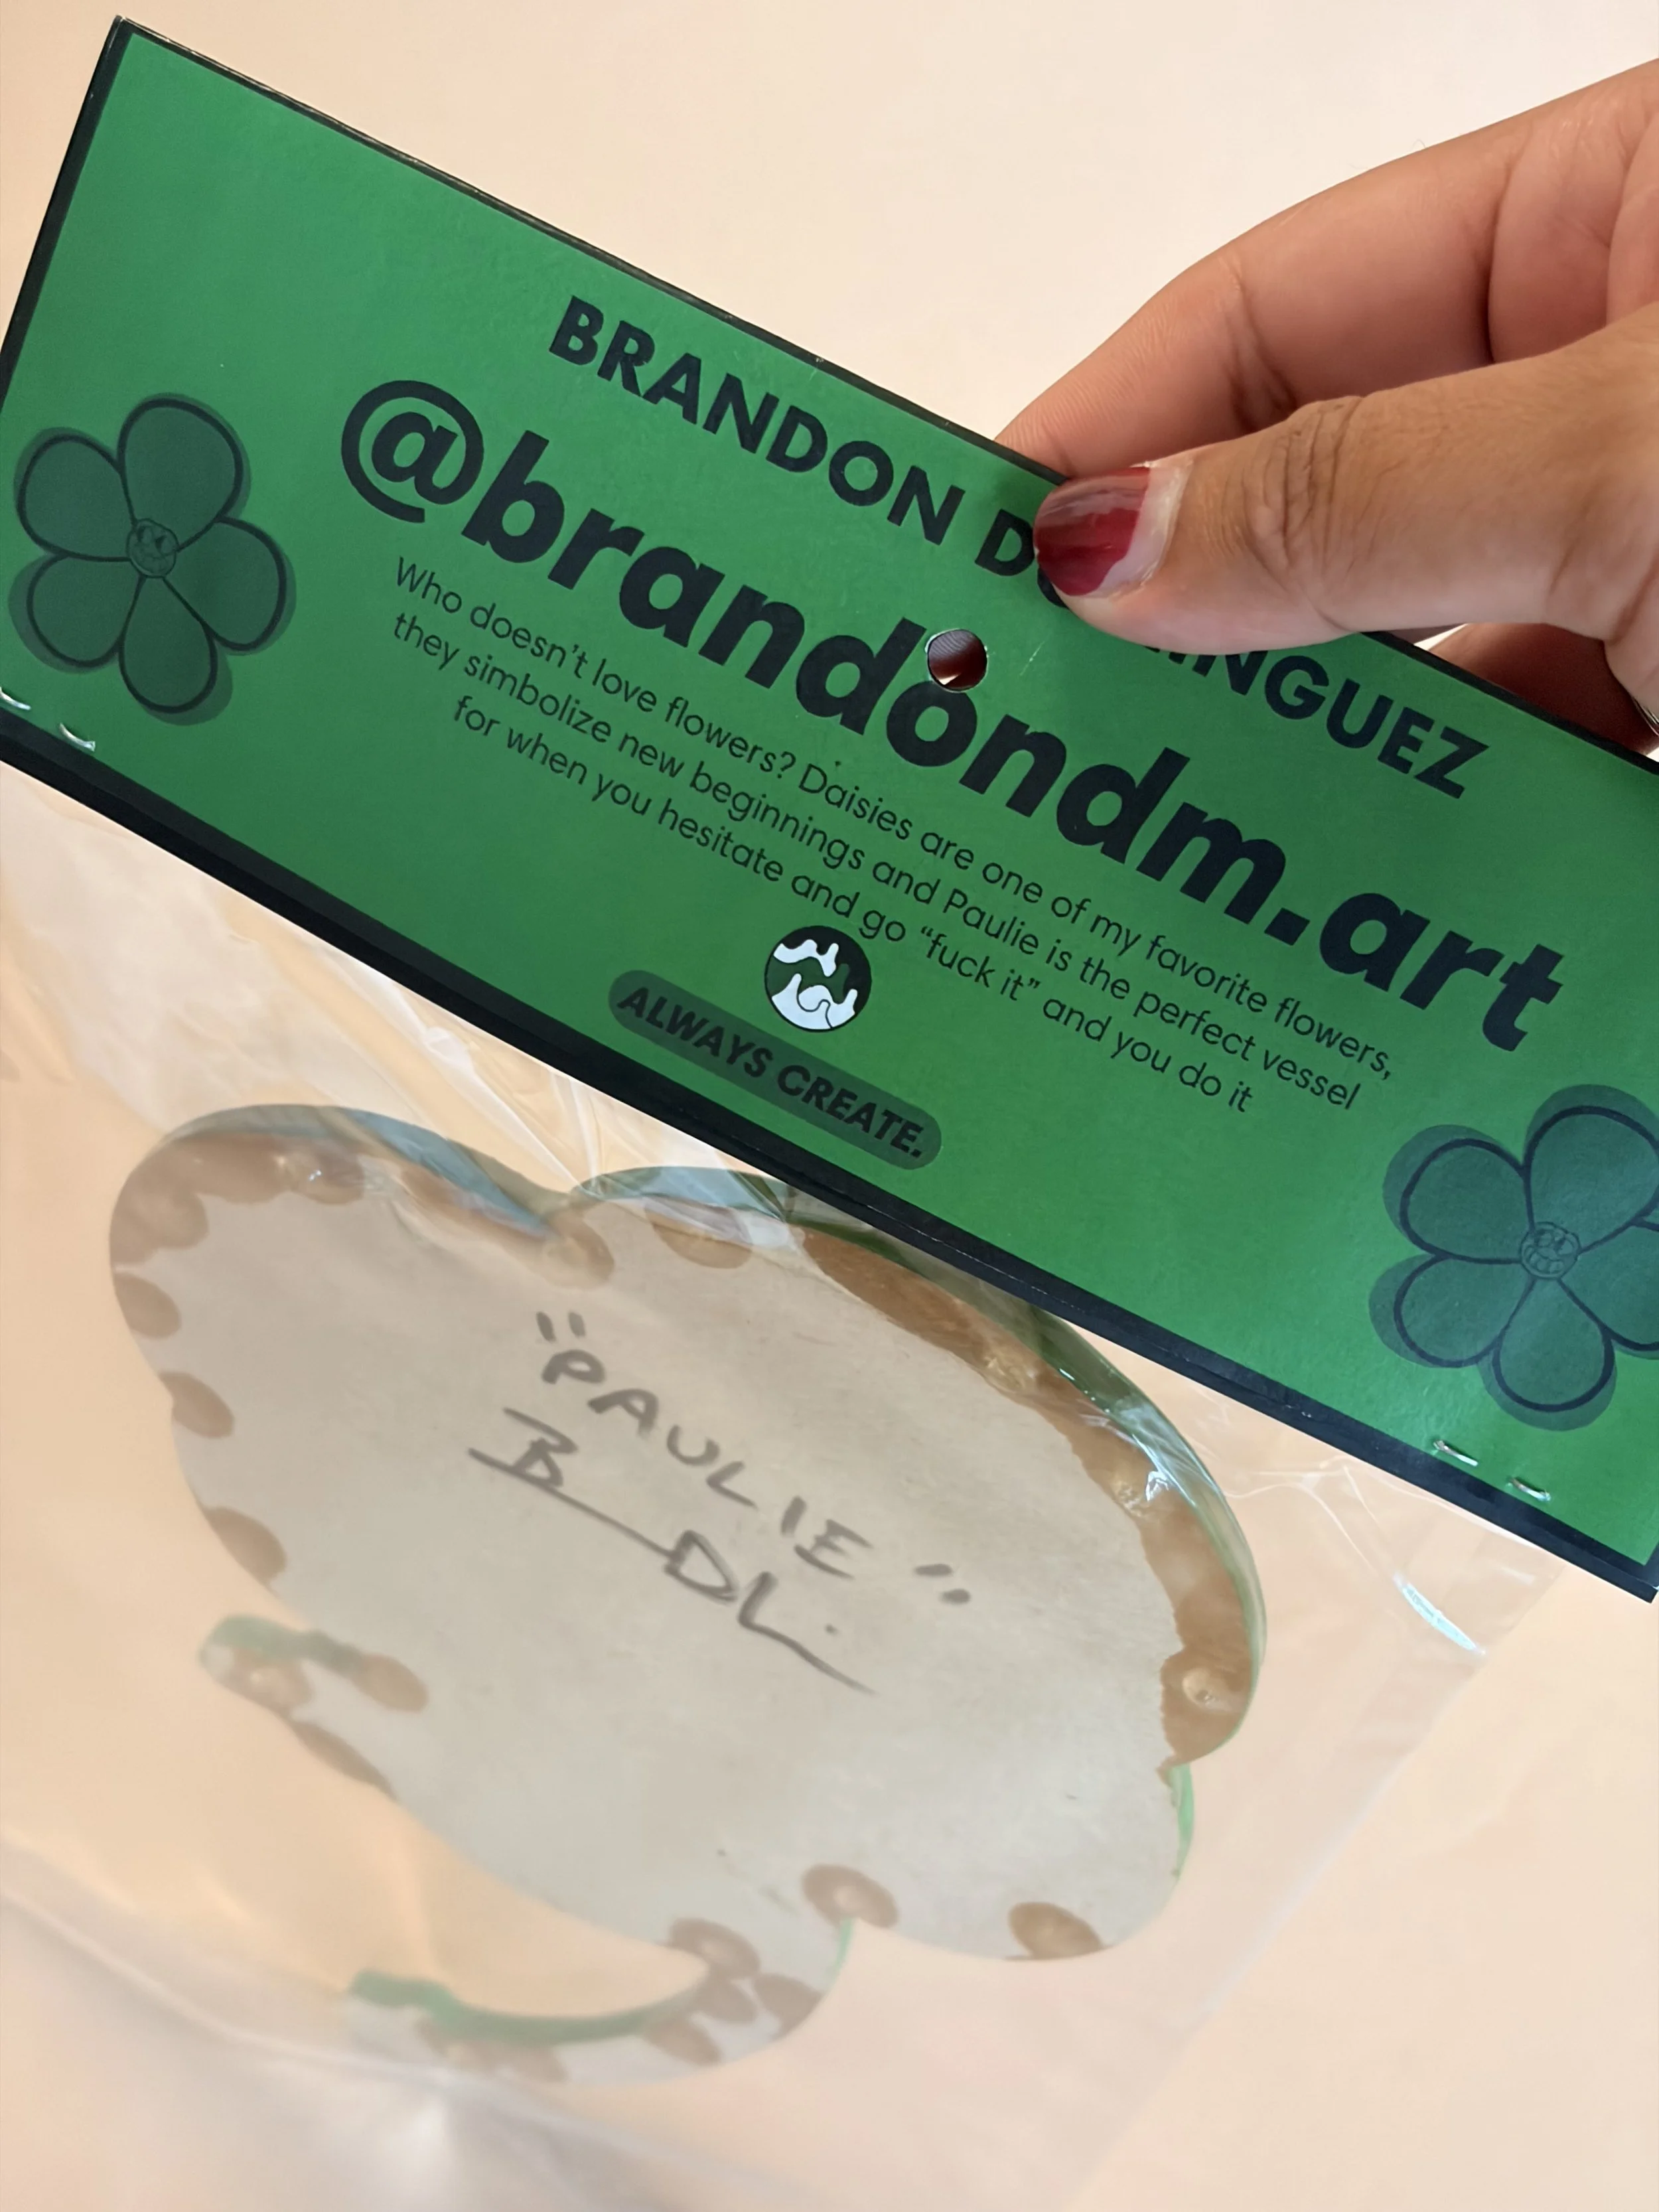 BRANDON D INGUEZ
@brandondm.art
Who doesn't love flowers? Daisies are one of my favorite flowers,
they simbolize new beginnings and Paulie is the perfect vessel
for when you hesitate and go "fuck it" and you do it
ALWAYS CREATE.
"PAULIE"